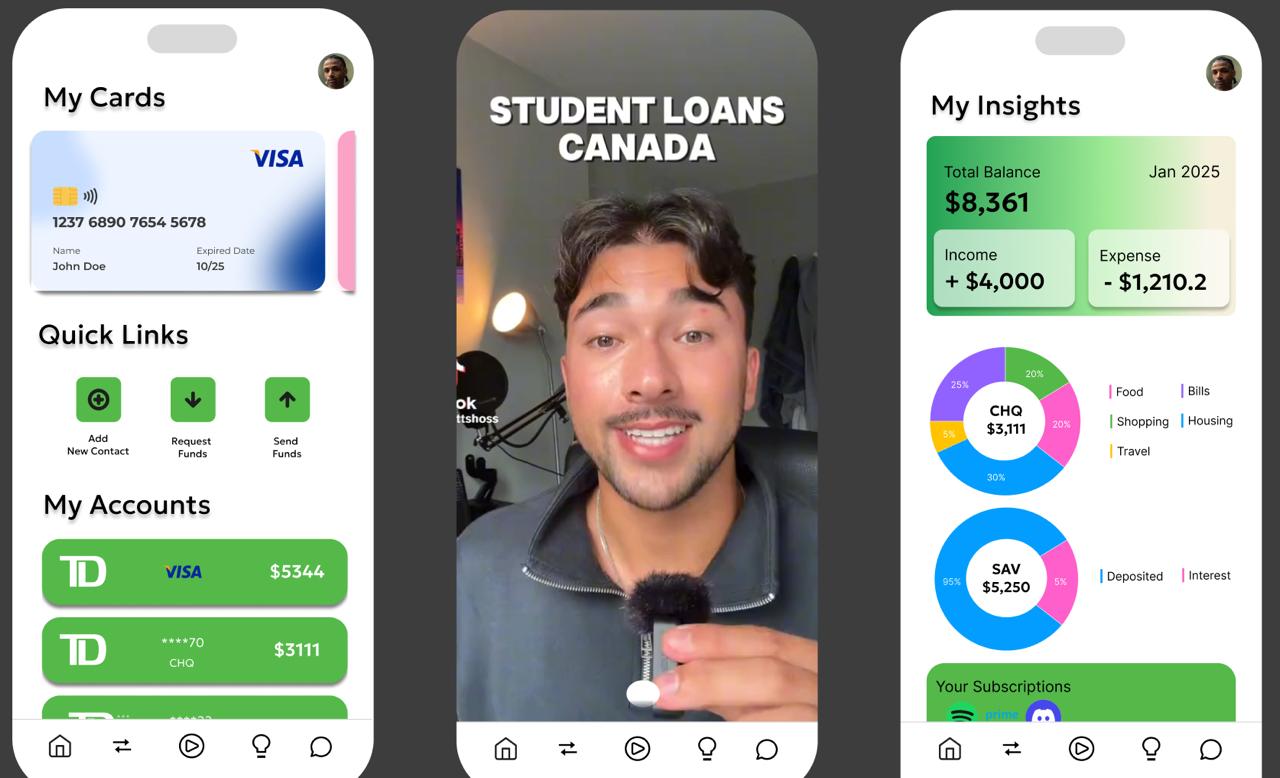 My Cards
VISA
1237 6890 7654 5678
Name
Expired Date
John Doe
10/25
Quick Links
Add
New Contact
Request
Funds
Send
Funds
My Accounts
TD
VISA
$5344
TD
****70
CHQ
$3111
STUDENT LOANS
CANADA
ok
ttshoss
My Insights
Total Balance
Jan 2025
$8,361
Income
+ $4,000
Expense
- $1,210.2
25%
20%
5%
20%
30%
CHQ
$3,111
Food
Bills
Shopping
Housing
Travel
95%
5%
SAV
$5,250
Deposited
Interest
Your Subscriptions
prime